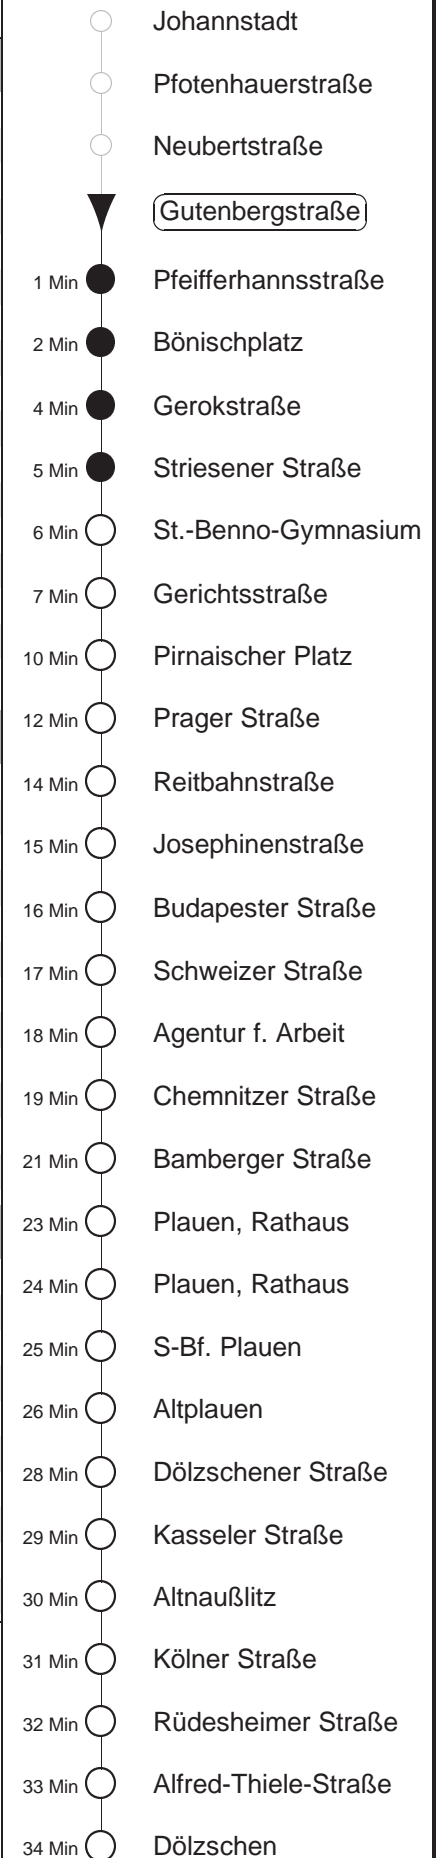 Johannstadt
Pfotenhauerstraße
Neubertstraße
Gutenbergstraße
1 Min Pfeifferhannsstraße
2 Min Bönischplatz
4 Min Gerokstraße
5 Min Striesener Straße
6 Min St.-Benno-Gymnasium
7 Min Gerichtsstraße
10 Min Pirnaischer Platz
12 Min Prager Straße
14 Min Reitbahnstraße
15 Min Josephinenstraße
16 Min Budapester Straße
17 Min Schweizer Straße
18 Min Agentur f. Arbeit
19 Min Chemnitzer Straße
21 Min Bamberger Straße
23 Min Plauen, Rathaus
24 Min Plauen, Rathaus
25 Min S-Bf. Plauen
26 Min Altplauen
28 Min Dölzschener Straße
29 Min Kasseler Straße
30 Min Altnaußlitz
31 Min Kölner Straße
32 Min Rüdesheimer Straße
33 Min Alfred-Thiele-Straße
34 Min Dölzschen